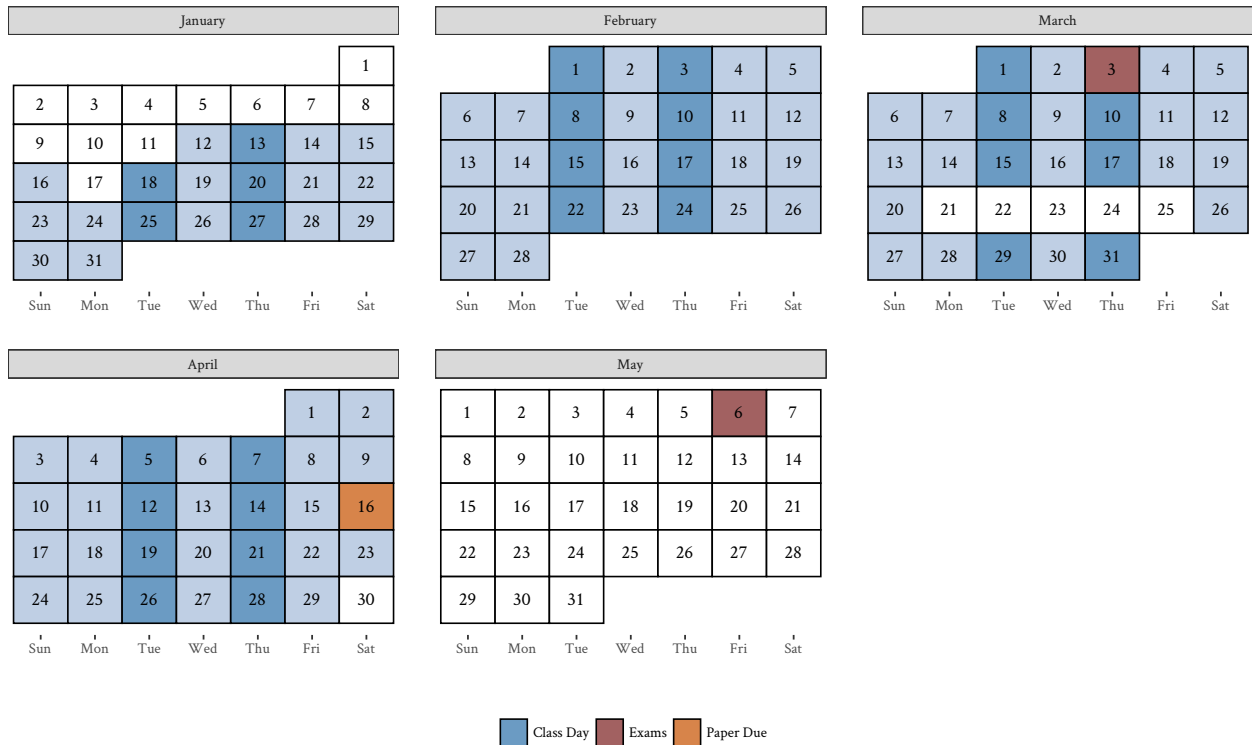 January
1
2 3 4 5 6 7 8
9 10 11 12 13 14 15
16 17 18 19 20 21 22
23 24 25 26 27 28 29
30 31
Sun Mon Tue Wed Thu Fri Sat
February
1 2 3 4 5
6 7 8 9 10 11 12
13 14 15 16 17 18 19
20 21 22 23 24 25 26
27 28
Sun Mon Tue Wed Thu Fri Sat
March
1 2 3 4 5
6 7 8 9 10 11 12
13 14 15 16 17 18 19
20 21 22 23 24 25 26
27 28 29 30 31
Sun Mon Tue Wed Thu Fri Sat
April
1 2
3 4 5 6 7 8 9
10 11 12 13 14 15 16
17 18 19 20 21 22 23
24 25 26 27 28 29 30
Sun Mon Tue Wed Thu Fri Sat
May
1 2 3 4 5 6 7
8 9 10 11 12 13 14
15 16 17 18 19 20 21
22 23 24 25 26 27 28
29 30 31
Sun Mon Tue Wed Thu Fri Sat
Class Day Exams Paper Due